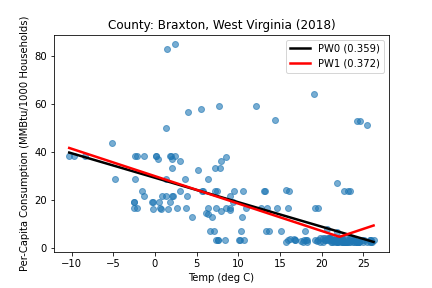 County: Braxton, West Virginia (2018)
PW0 (0.359)
PW1 (0.372)
Per-Capita Consumption (MMBtu/1000 Households)
80
60
40
20
0
−10
−5
0
5
10
15
20
25
Temp (deg C)